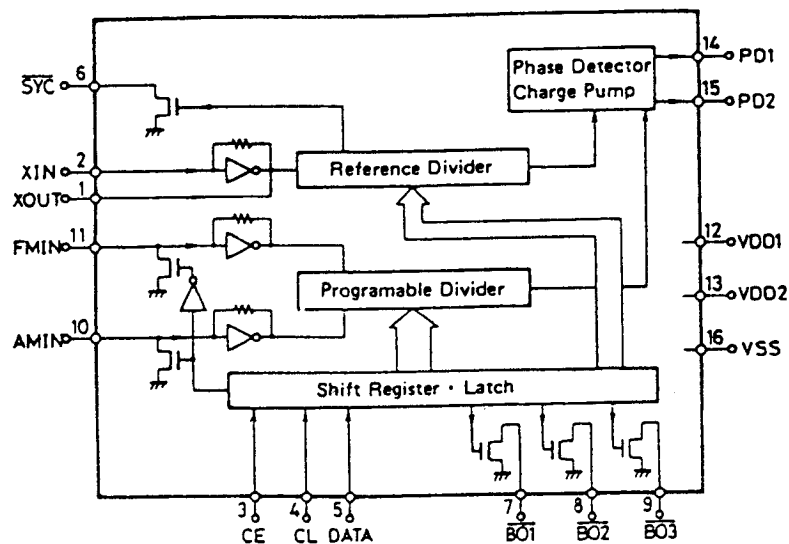 14
PD1
6
SYC
Phase Detector
Charge Pump
15
PD2
XIN
2
Reference Divider
XOUT
1
FMIN
11
12
VDD1
Programable Divider
13
VDD2
AMIN
10
16
VSS
Shift Register · Latch
3
4
5
7
8
9
CE
CL
DATA
BO1
BO2
BO3